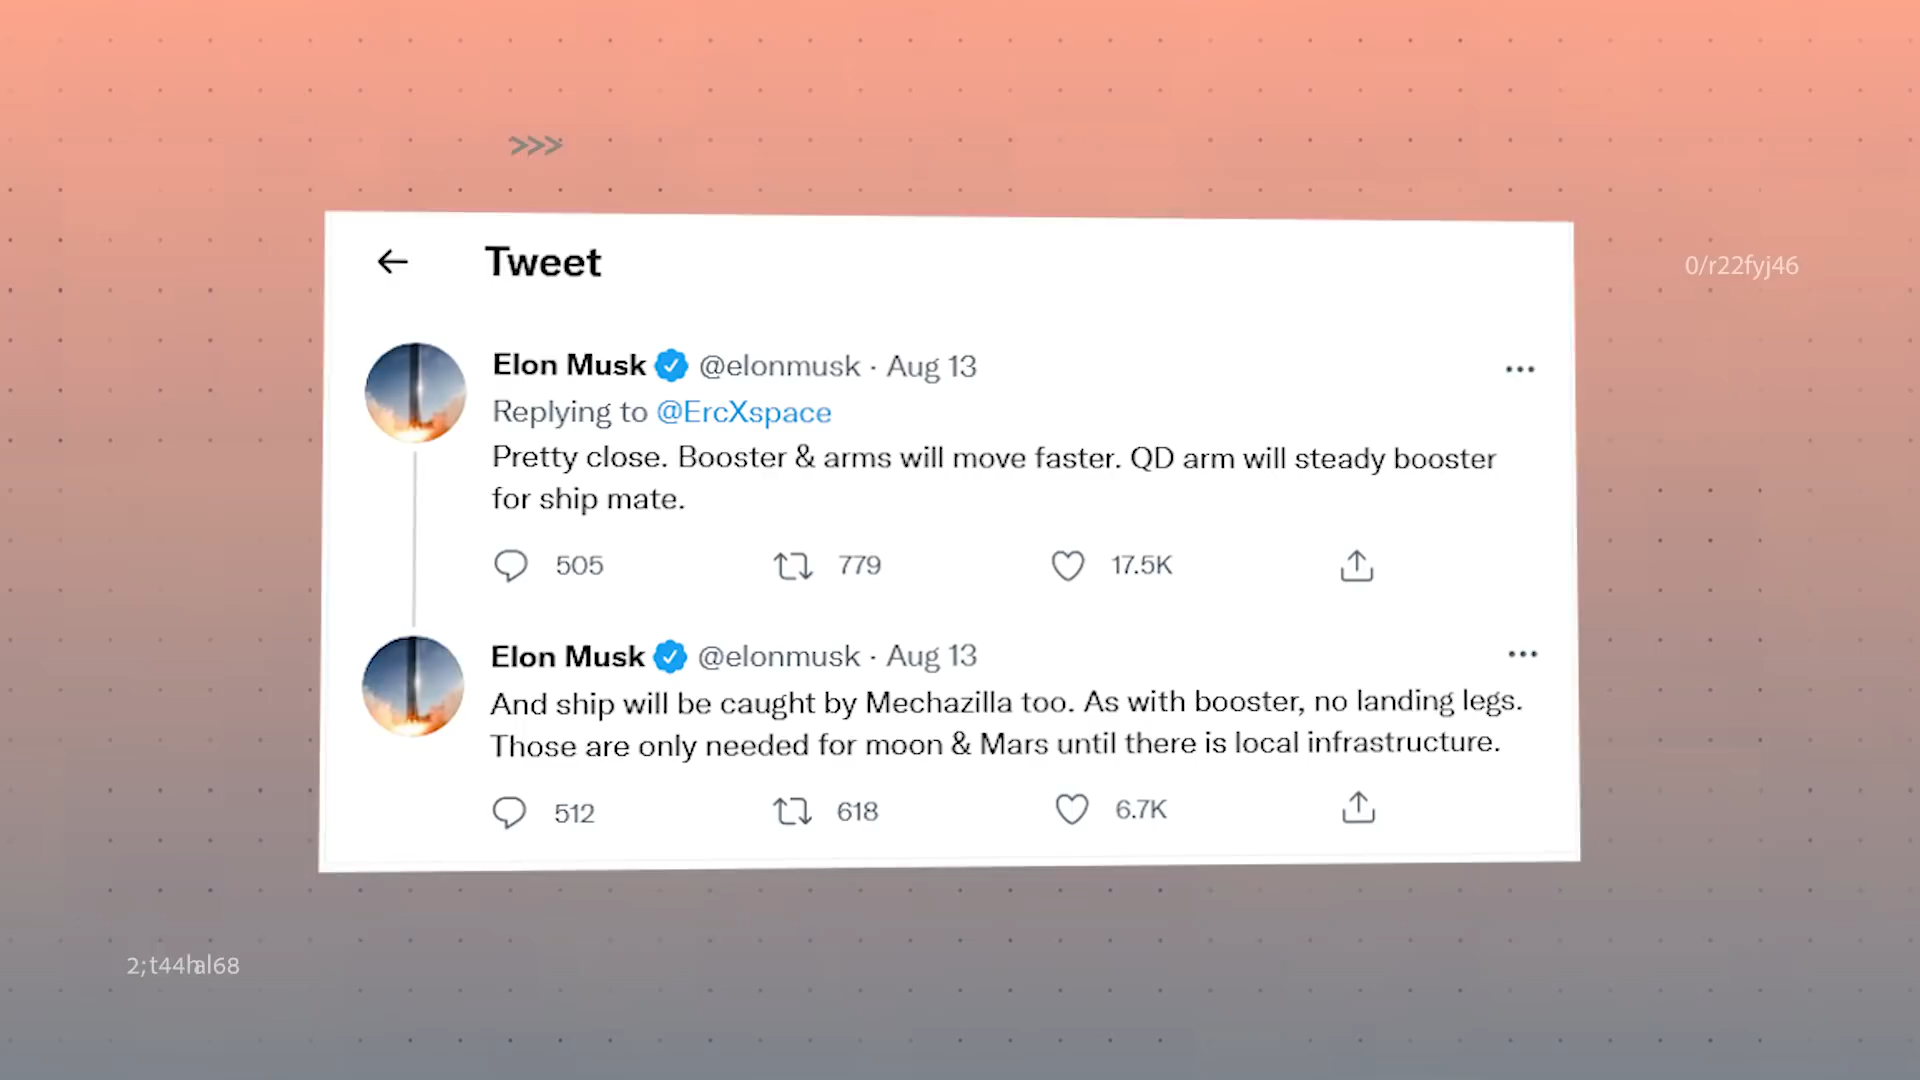 >>>
Tweet
0/r22fyj46
Elon Musk @elonmusk · Aug 13
Replying to @ErcXspace
Pretty close. Booster & arms will move faster. QD arm will steady booster
for ship mate.
505 779 17.5K
Elon Musk @elonmusk · Aug 13
And ship will be caught by Mechazilla too. As with booster, no landing legs.
Those are only needed for moon & Mars until there is local infrastructure.
512 618 6.7K